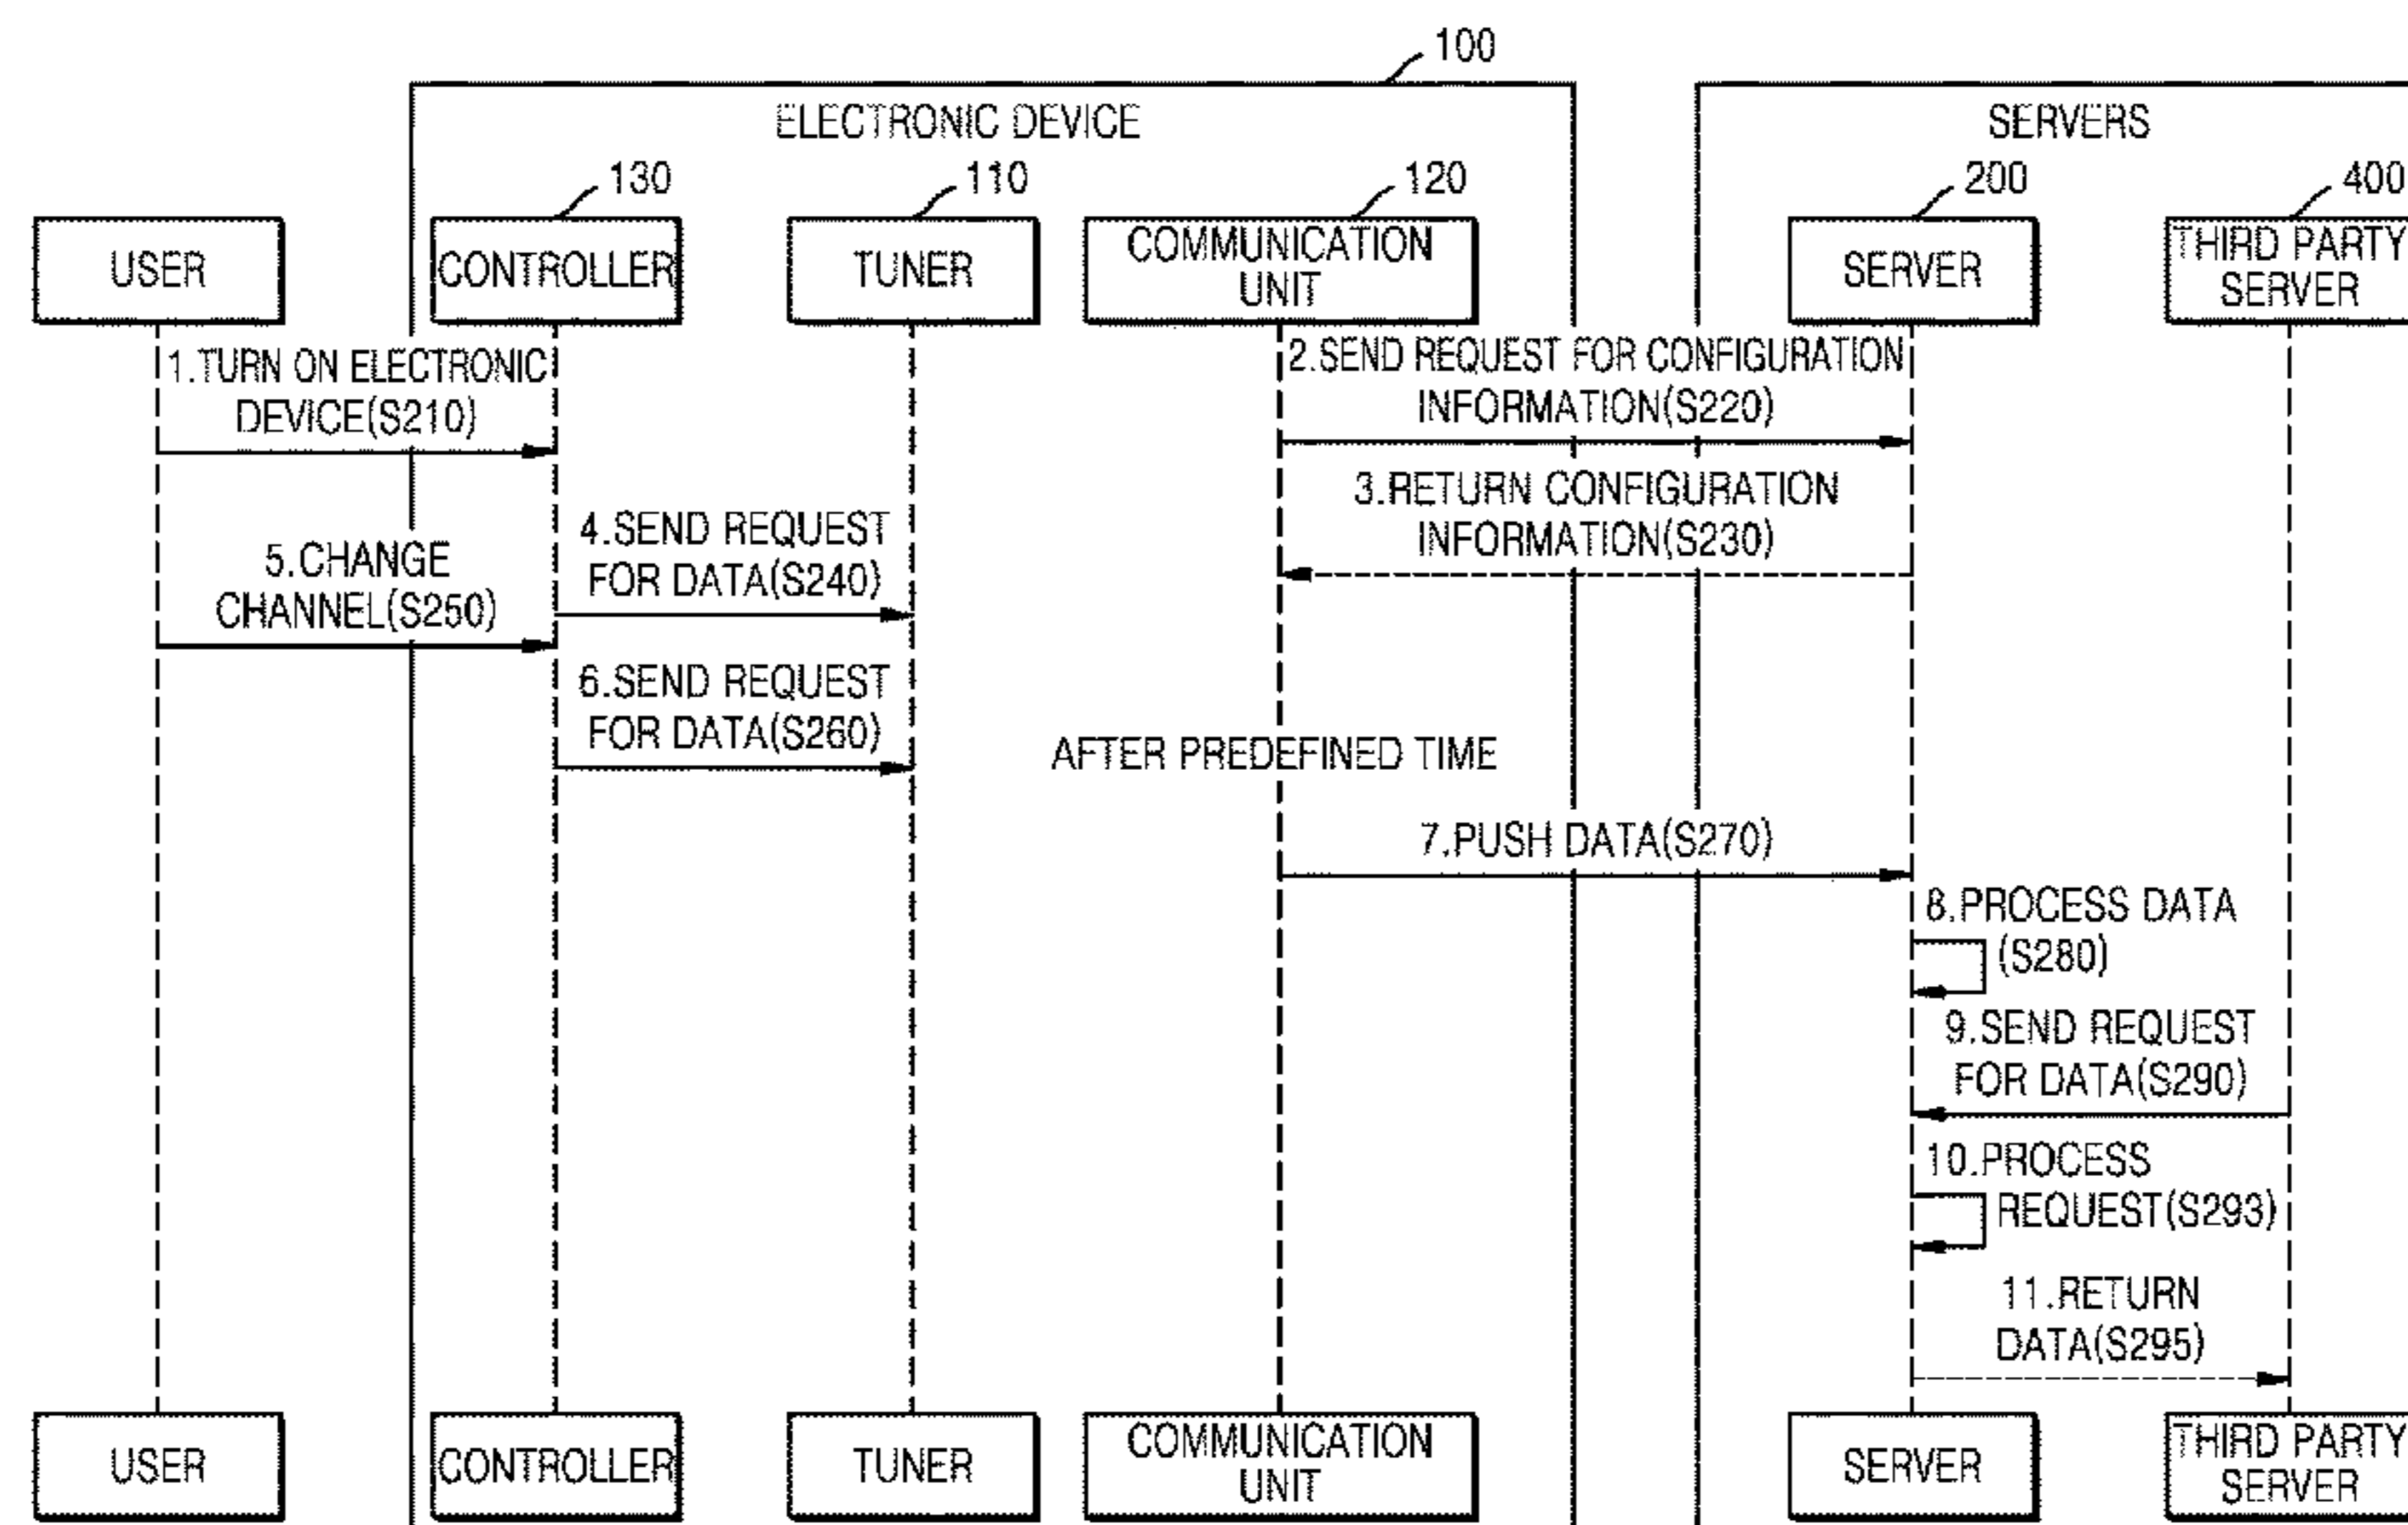 100
ELECTRONIC DEVICE
SERVERS
130
110
120
200
400
USER
CONTROLLER
TUNER
COMMUNICATION
UNIT
SERVER
THIRD PARTY
SERVER
1.TURN ON ELECTRONIC
DEVICE(S210)
2.SEND REQUEST FOR CONFIGURATION
INFORMATION(S220)
3.RETURN CONFIGURATION
INFORMATION(S230)
4.SEND REQUEST
FOR DATA(S240)
5.CHANGE
CHANNEL(S250)
6.SEND REQUEST
FOR DATA(S260)
AFTER PREDEFINED TIME
7.PUSH DATA(S270)
8.PROCESS DATA
(S280)
9.SEND REQUEST
FOR DATA(S290)
10.PROCESS
REQUEST(S293)
11.RETURN
DATA(S295)
USER
CONTROLLER
TUNER
COMMUNICATION
UNIT
SERVER
THIRD PARTY
SERVER